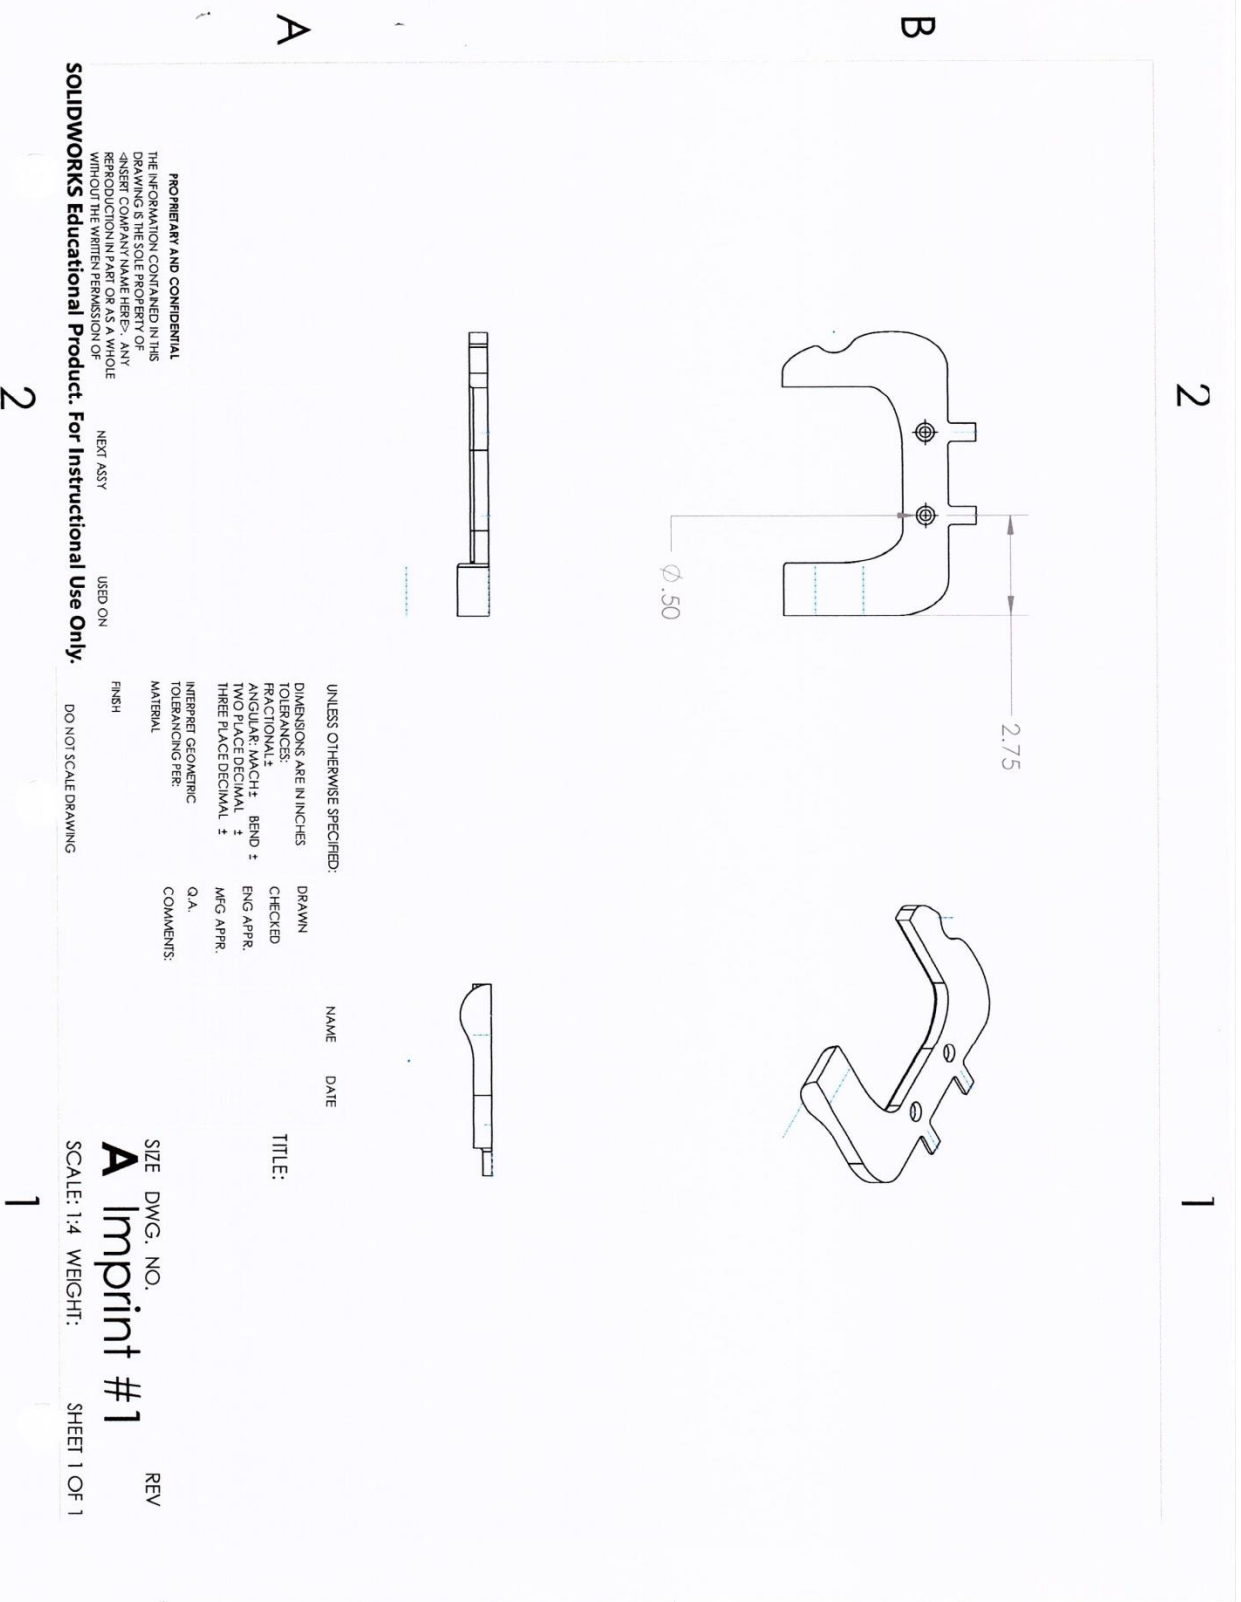 2
1
B
B
A
2.75
Ø.50
UNLESS OTHERWISE SPECIFIED:
DIMENSIONS ARE IN INCHES
TOLERANCES:
FRACTIONAL ±
ANGULAR: MACH ± BEND ±
TWO PLACE DECIMAL ±
THREE PLACE DECIMAL ±
INTERPRET GEOMETRIC
TOLERANCING PER:
MATERIAL
FINISH
DO NOT SCALE DRAWING
NAME DATE
DRAWN
CHECKED
ENG APPR.
MFG APPR.
Q.A.
COMMENTS:
TITLE:
SIZE DWG. NO. REV
A Imprint #1
SCALE: 1:4 WEIGHT: SHEET 1 OF 1
PROPRIETARY AND CONFIDENTIAL
THE INFORMATION CONTAINED IN THIS
DRAWING IS THE SOLE PROPERTY OF
<INSERT COMPANY NAME HERE>. ANY
REPRODUCTION IN PART OR AS A WHOLE
WITHOUT THE WRITTEN PERMISSION OF
NEXT ASSY USED ON
SOLIDWORKS Educational Product. For Instructional Use Only.
2
1